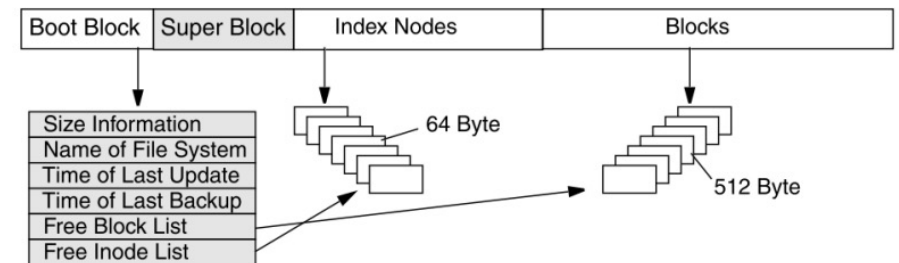 Boot Block Super Block Index Nodes Blocks
64 Byte
512 Byte
Size Information
Name of File System
Time of Last Update
Time of Last Backup
Free Block List
Free Inode List